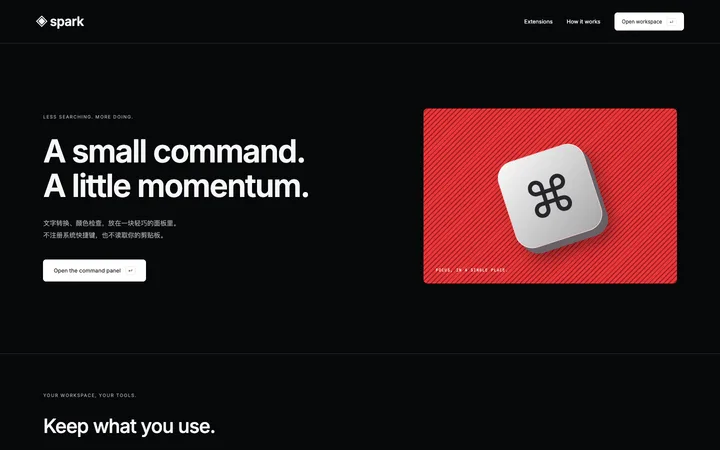 spark
Extensions
How it works
Open workspace
LESS SEARCHING. MORE DOING.
A small command.
A little momentum.
文字转换、颜色检查，放在一块轻巧的面板里。
不注册系统快捷键，也不读取你的剪贴板。
Open the command panel
FOCUS, IN A SINGLE PLACE.
YOUR WORKSPACE, YOUR TOOLS.
Keep what you use.